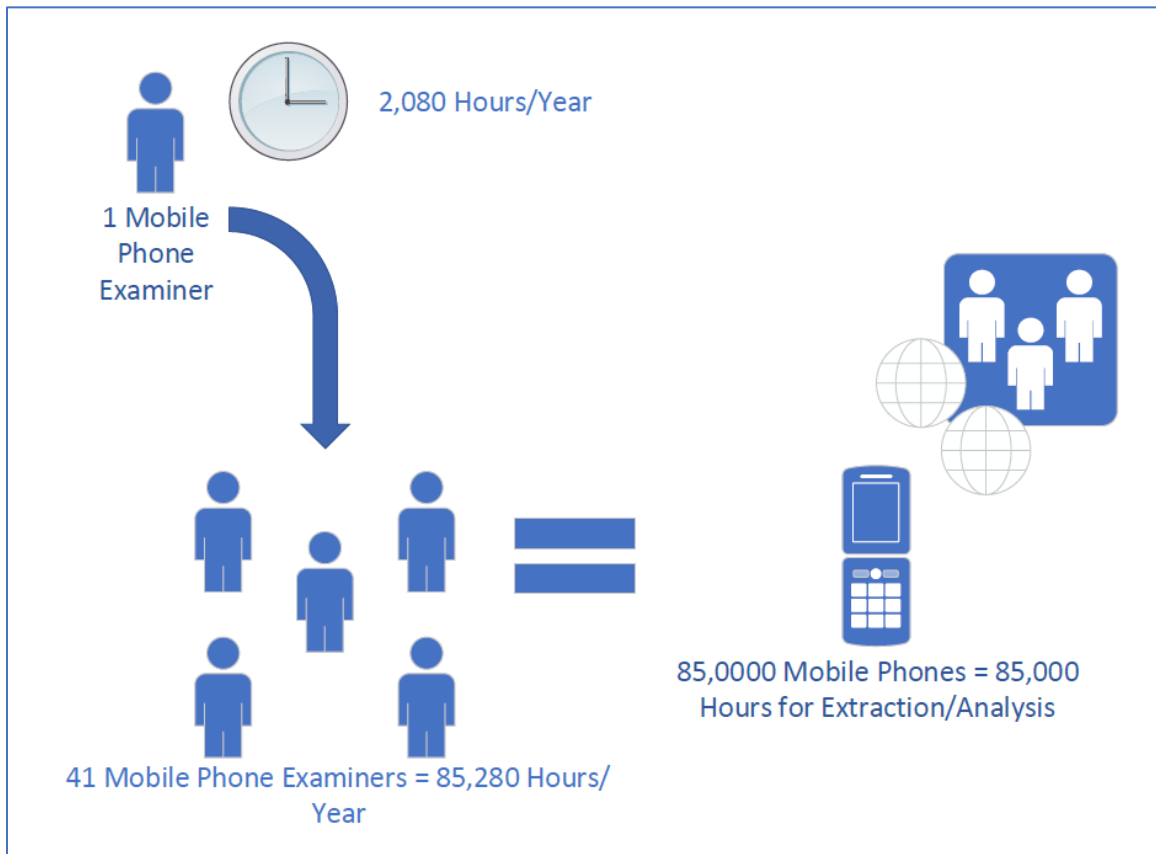 2,080 Hours/Year
1 Mobile
Phone
Examiner
85,0000 Mobile Phones = 85,000
Hours for Extraction/Analysis
41 Mobile Phone Examiners = 85,280 Hours/
Year